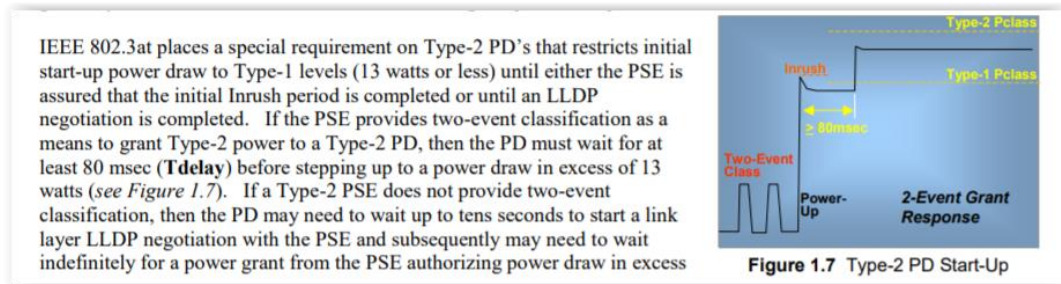 IEEE 802.3at places a special requirement on Type-2 PD's that restricts initial
start-up power draw to Type-1 levels (13 watts or less) until either the PSE is
assured that the initial Inrush period is completed or until an LLDP
negotiation is completed. If the PSE provides two-event classification as a
means to grant Type-2 power to a Type-2 PD, then the PD must wait for at
least 80 msec (Tdelay) before stepping up to a power draw in excess of 13
watts (see Figure 1.7). If a Type-2 PSE does not provide two-event
classification, then the PD may need to wait up to tens seconds to start a link
layer LLDP negotiation with the PSE and subsequently may need to wait
indefinitely for a power grant from the PSE authorizing power draw in excess
Type-2 Pclass
Inrush
Type-1 Pclass
≥ 80msec
Two-Event
Class
Power-
Up
2-Event Grant
Response
Figure 1.7 Type-2 PD Start-Up